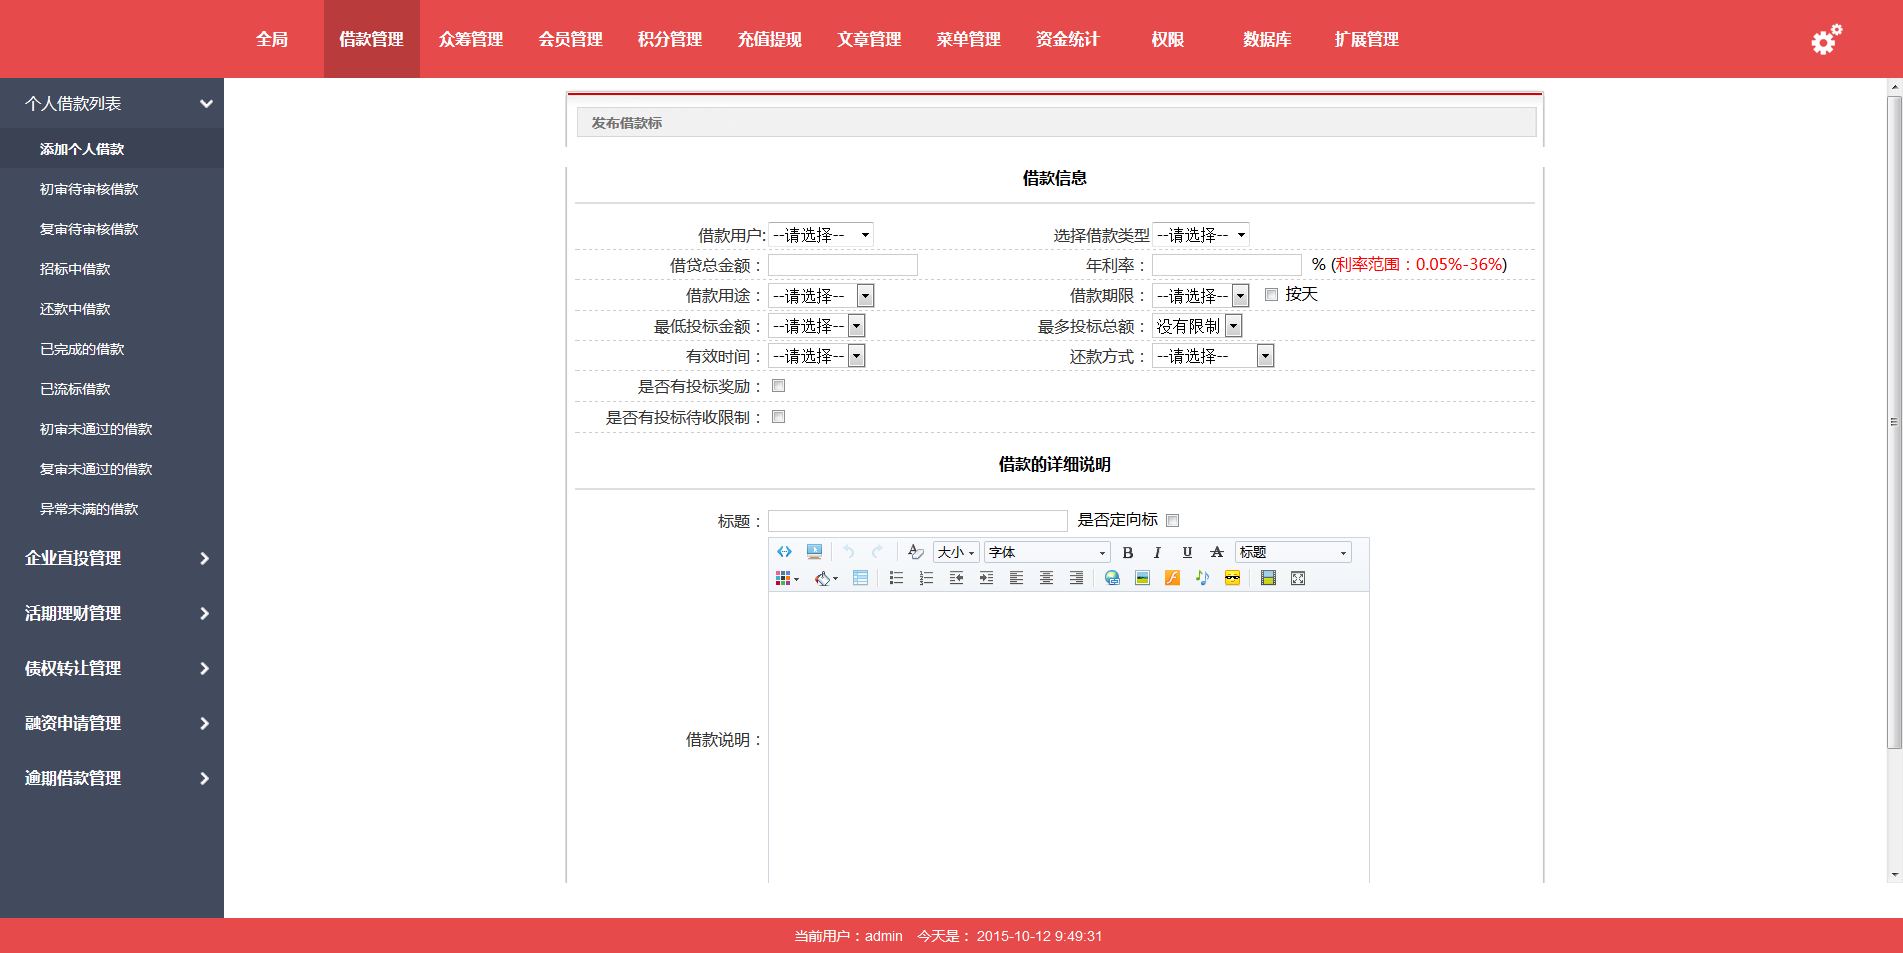 全局 借款管理 众筹管理 会员管理 积分管理 充值提现 文章管理 菜单管理 资金统计 权限 数据库 扩展管理
个人借款列表
添加个人借款
初审待审核借款
复审待审核借款
招标中借款
还款中借款
已完成的借款
已流标借款
初审未通过的借款
复审未通过的借款
异常未满的借款
企业直投管理
活期理财管理
债权转让管理
融资申请管理
逾期借款管理
发布借款标
借款信息
借款用户: --请选择-- 选择借款类型 --请选择--
借贷总金额： 年利率： % (利率范围：0.05%-36%)
借款用途： --请选择-- 借款期限： --请选择-- 按天
最低投标金额： --请选择-- 最多投标总额： 没有限制
有效时间： --请选择-- 还款方式： --请选择--
是否有投标奖励：
是否有投标待收限制：
借款的详细说明
标题： 是否定向标
大小 字体 B I U A 标题
借款说明：
当前用户：admin 今天是： 2015-10-12 9:49:31